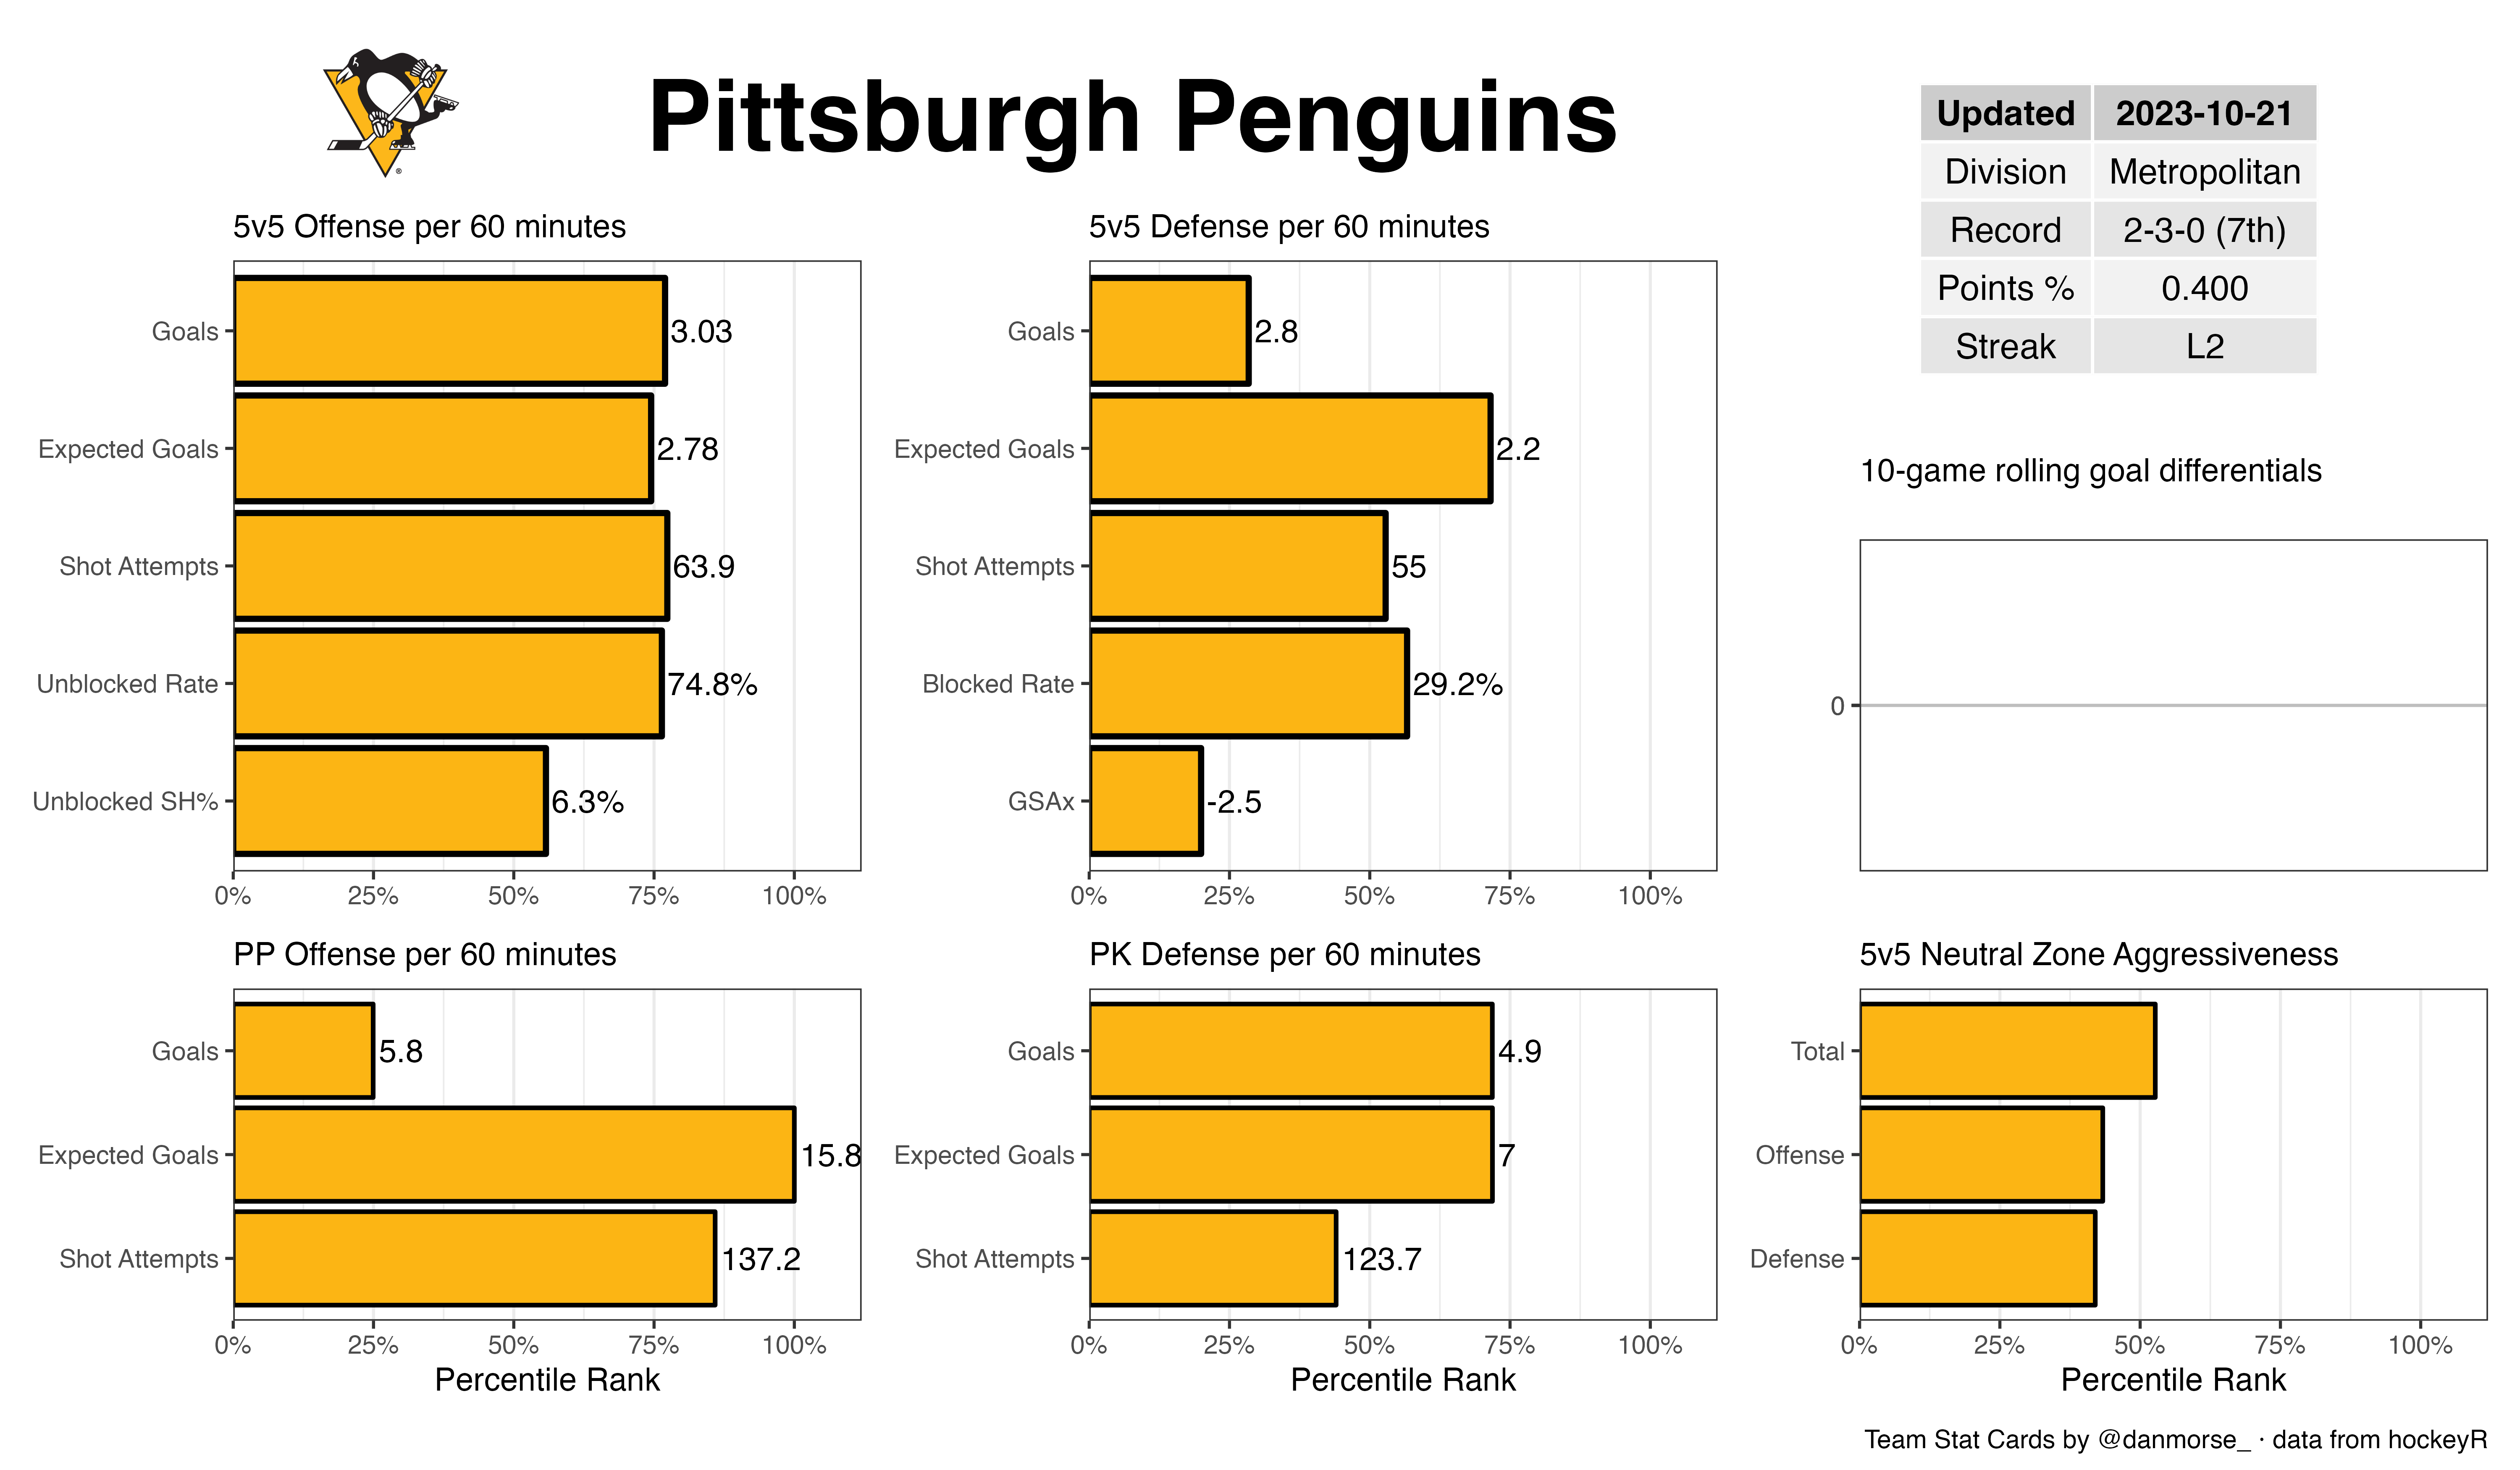 Pittsburgh Penguins
Updated 2023-10-21
Division Metropolitan
Record 2-3-0 (7th)
Points % 0.400
Streak L2
5v5 Offense per 60 minutes
Goals 3.03
Expected Goals 2.78
Shot Attempts 63.9
Unblocked Rate 74.8%
Unblocked SH% 6.3%
0% 25% 50% 75% 100%
5v5 Defense per 60 minutes
Goals 2.8
Expected Goals 2.2
Shot Attempts 55
Blocked Rate 29.2%
GSAx -2.5
0% 25% 50% 75% 100%
10-game rolling goal differentials
0
PP Offense per 60 minutes
Goals 5.8
Expected Goals 15.8
Shot Attempts 137.2
0% 25% 50% 75% 100%
Percentile Rank
PK Defense per 60 minutes
Goals 4.9
Expected Goals 7
Shot Attempts 123.7
0% 25% 50% 75% 100%
Percentile Rank
5v5 Neutral Zone Aggressiveness
Total
Offense
Defense
0% 25% 50% 75% 100%
Percentile Rank
Team Stat Cards by @danmorse_ · data from hockeyR